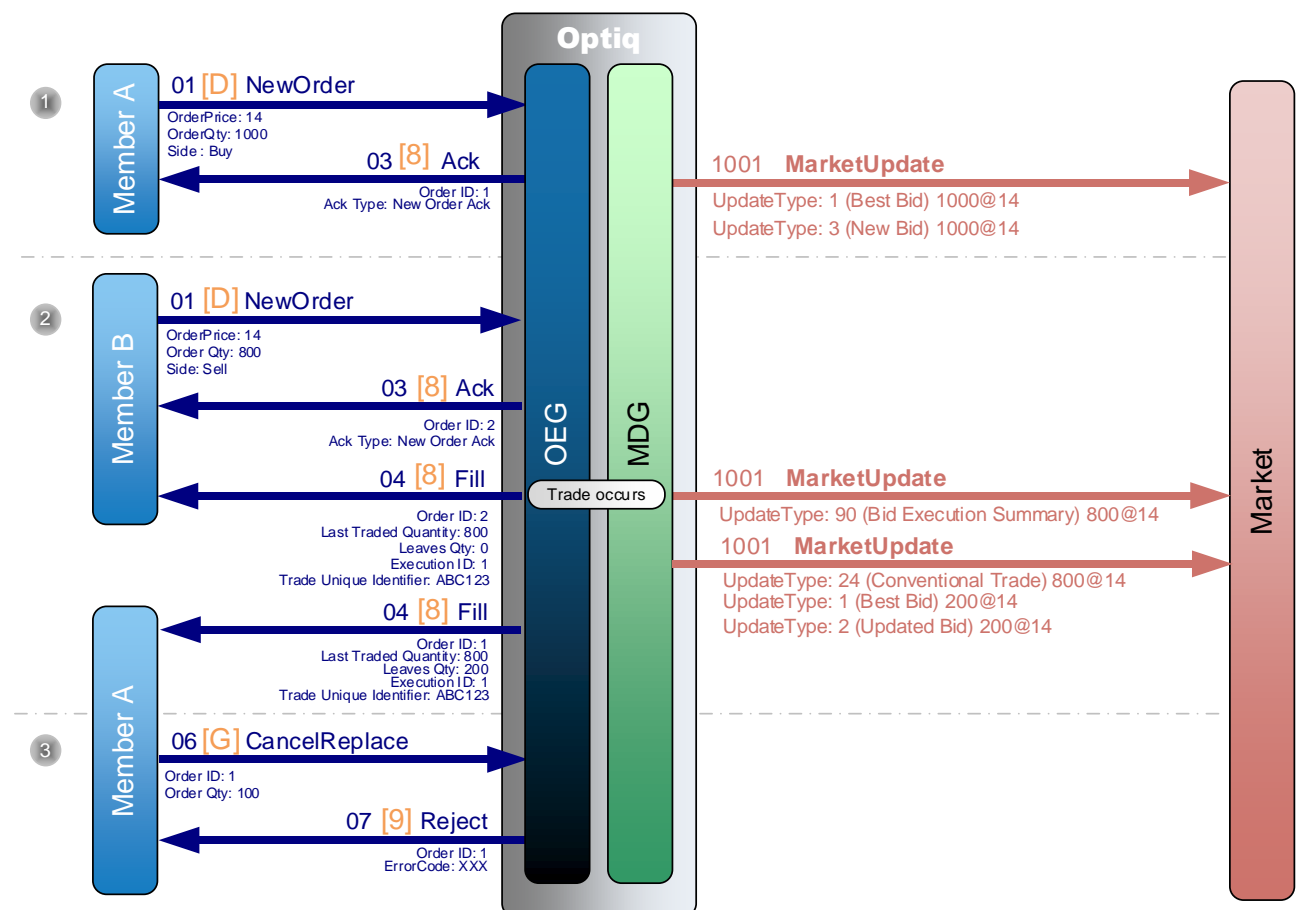 Optiq
1
Member A
01 [D] NewOrder
OrderPrice: 14
OrderQty: 1000
Side : Buy
03 [8] Ack
Order ID: 1
Ack Type: New Order Ack
1001 MarketUpdate
UpdateType: 1 (Best Bid) 1000@14
UpdateType: 3 (New Bid) 1000@14
2
Member B
01 [D] NewOrder
OrderPrice: 14
Order Qty: 800
Side: Sell
03 [8] Ack
Order ID: 2
Ack Type: New Order Ack
OEG
MDG
Market
04 [8] Fill
Trade occurs
Order ID: 2
Last Traded Quantity: 800
Leaves Qty: 0
Execution ID: 1
Trade Unique Identifier: ABC123
1001 MarketUpdate
UpdateType: 90 (Bid Execution Summary) 800@14
1001 MarketUpdate
UpdateType: 24 (Conventional Trade) 800@14
UpdateType: 1 (Best Bid) 200@14
UpdateType: 2 (Updated Bid) 200@14
Member A
04 [8] Fill
Order ID: 1
Last Traded Quantity: 800
Leaves Qty: 200
Execution ID: 1
Trade Unique Identifier: ABC123
3
06 [G] CancelReplace
Order ID: 1
Order Qty: 100
07 [9] Reject
Order ID: 1
ErrorCode: XXX